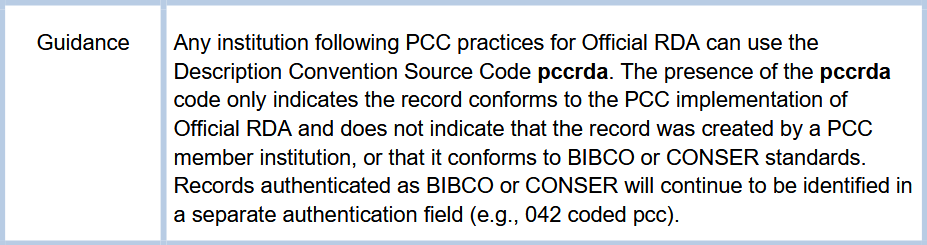 Guidance
Any institution following PCC practices for Official RDA can use the
Description Convention Source Code pccrda. The presence of the pccrda
code only indicates the record conforms to the PCC implementation of
Official RDA and does not indicate that the record was created by a PCC
member institution, or that it conforms to BIBCO or CONSER standards.
Records authenticated as BIBCO or CONSER will continue to be identified in
a separate authentication field (e.g., 042 coded pcc).